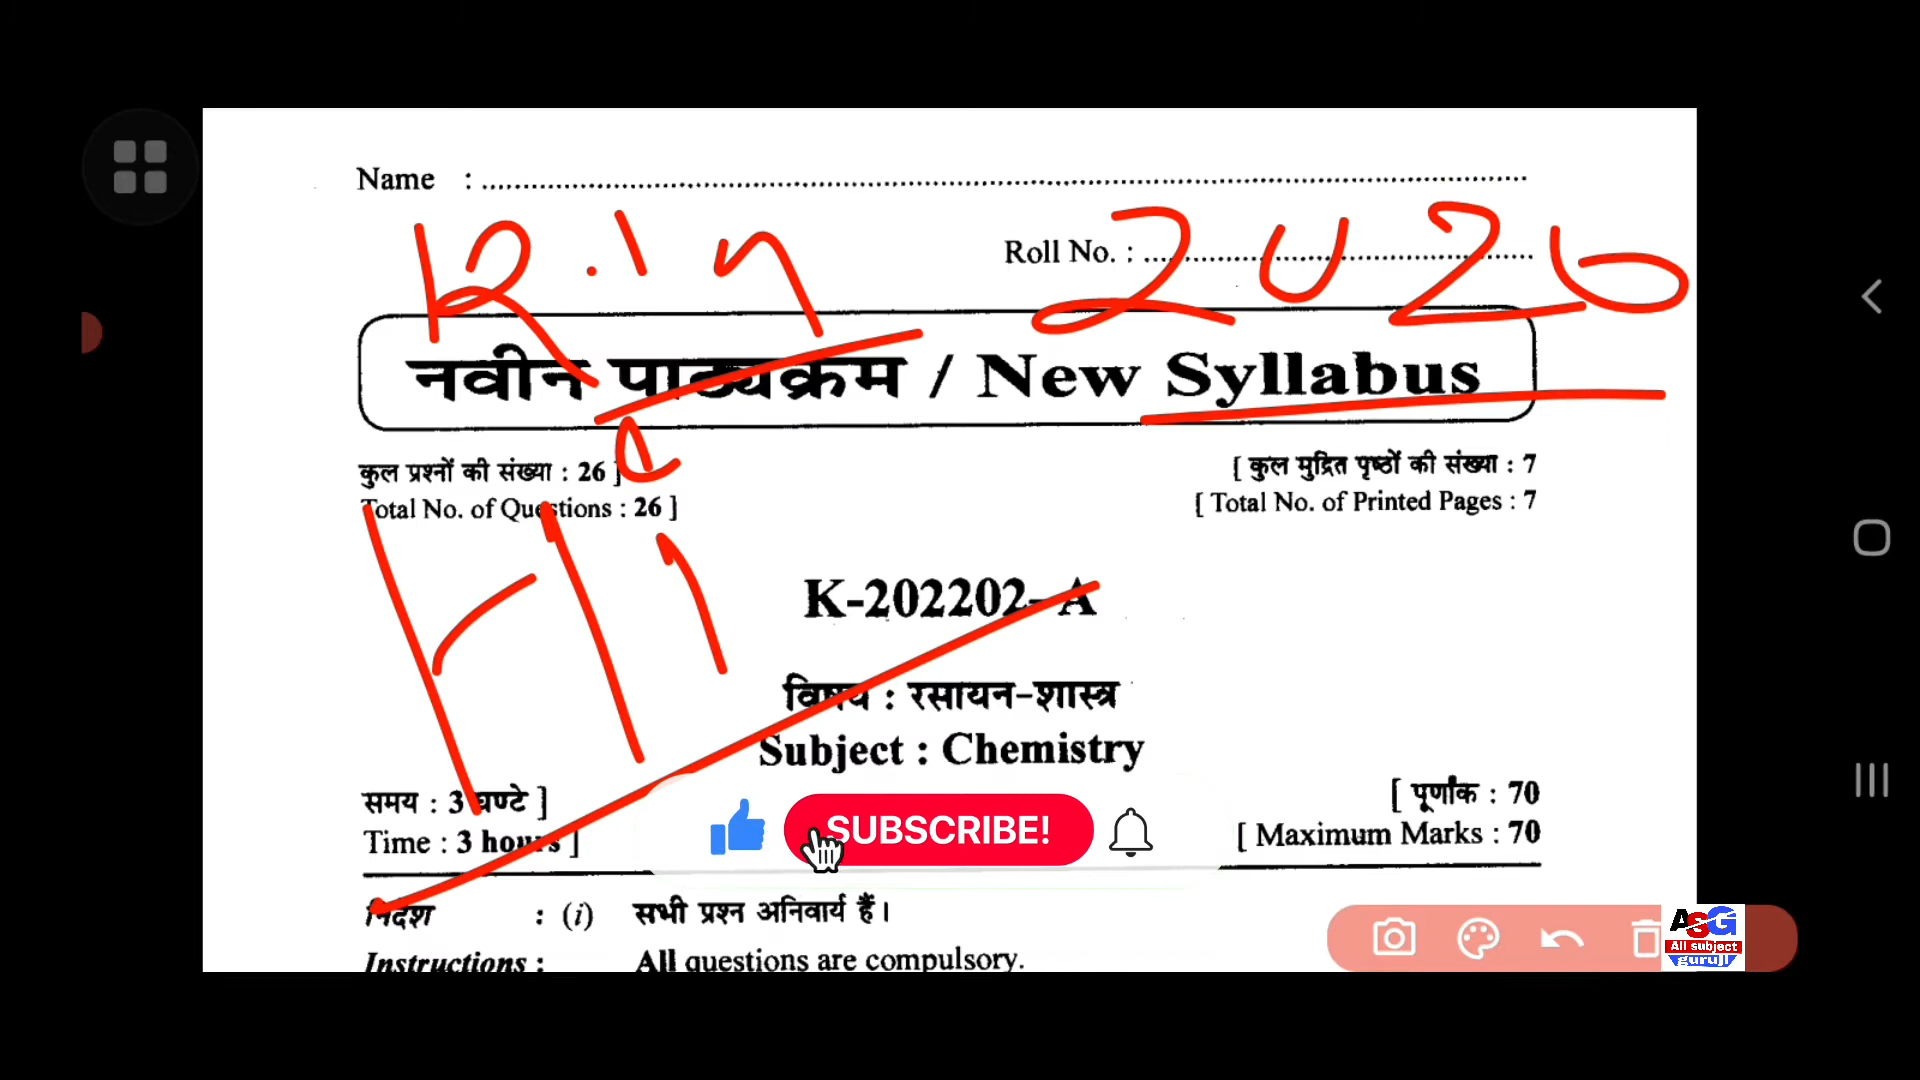 Name :
Roll No. :
2026
नवीन पाठ्यक्रम / New Syllabus
कुल प्रश्नों की संख्या : 26 ]
[ कुल मुद्रित पृष्ठों की संख्या : 7
Total No. of Questions : 26 ]
[ Total No. of Printed Pages : 7
K-202202-A
विषय : रसायन-शास्त्र
Subject : Chemistry
समय : 3 घण्टे ]
[ पूर्णांक : 70
Time : 3 hours ]
[ Maximum Marks : 70
SUBSCRIBE!
निर्देश : (i) सभी प्रश्न अनिवार्य हैं।
Instructions : All questions are compulsory.
ASG
All subject
guruji